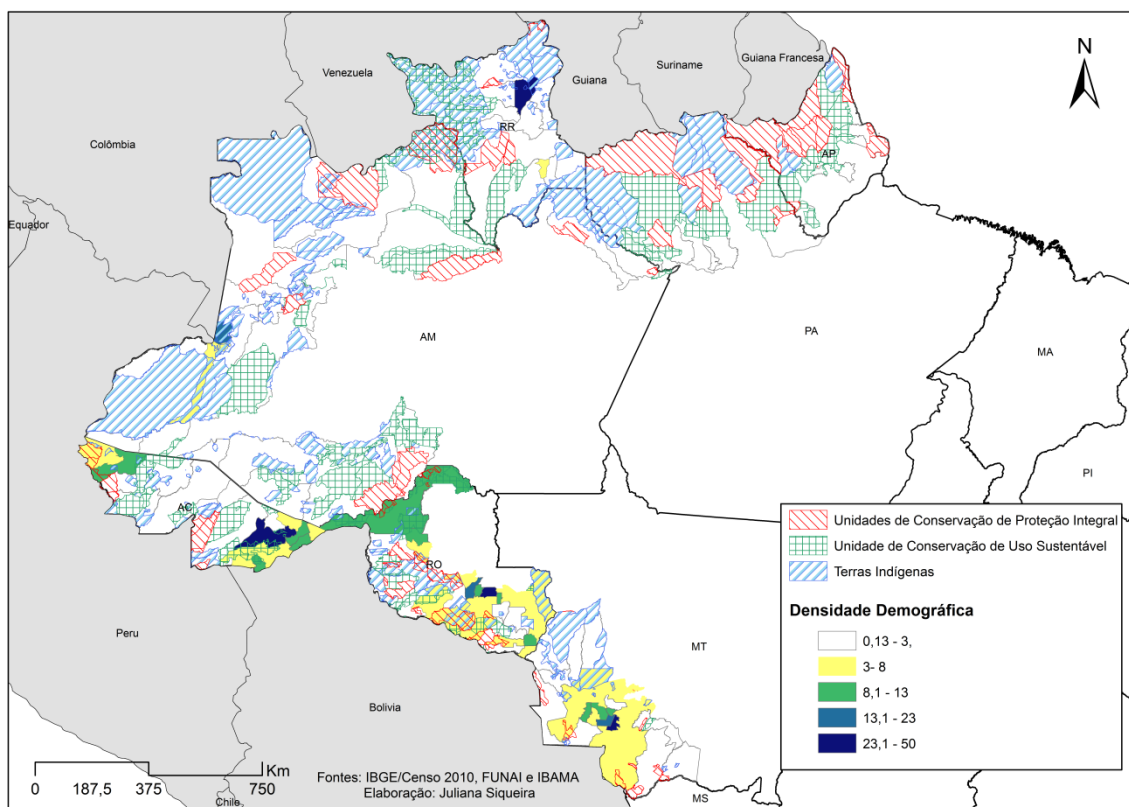 N
Venezuela
Guiana
Suriname
Guiana Francesa
Colômbia
RR
AP
Equador
AM
PA
MA
PI
AC
RO
Peru
MT
Bolivia
MS
Chile
Unidades de Conservação de Proteção Integral
Unidade de Conservação de Uso Sustentável
Terras Indígenas
Densidade Demográfica
0,13 - 3,
3- 8
8,1 - 13
13,1 - 23
23,1 - 50
Km
0 187,5 375 750
Fontes: IBGE/Censo 2010, FUNAI e IBAMA
Elaboração: Juliana Siqueira